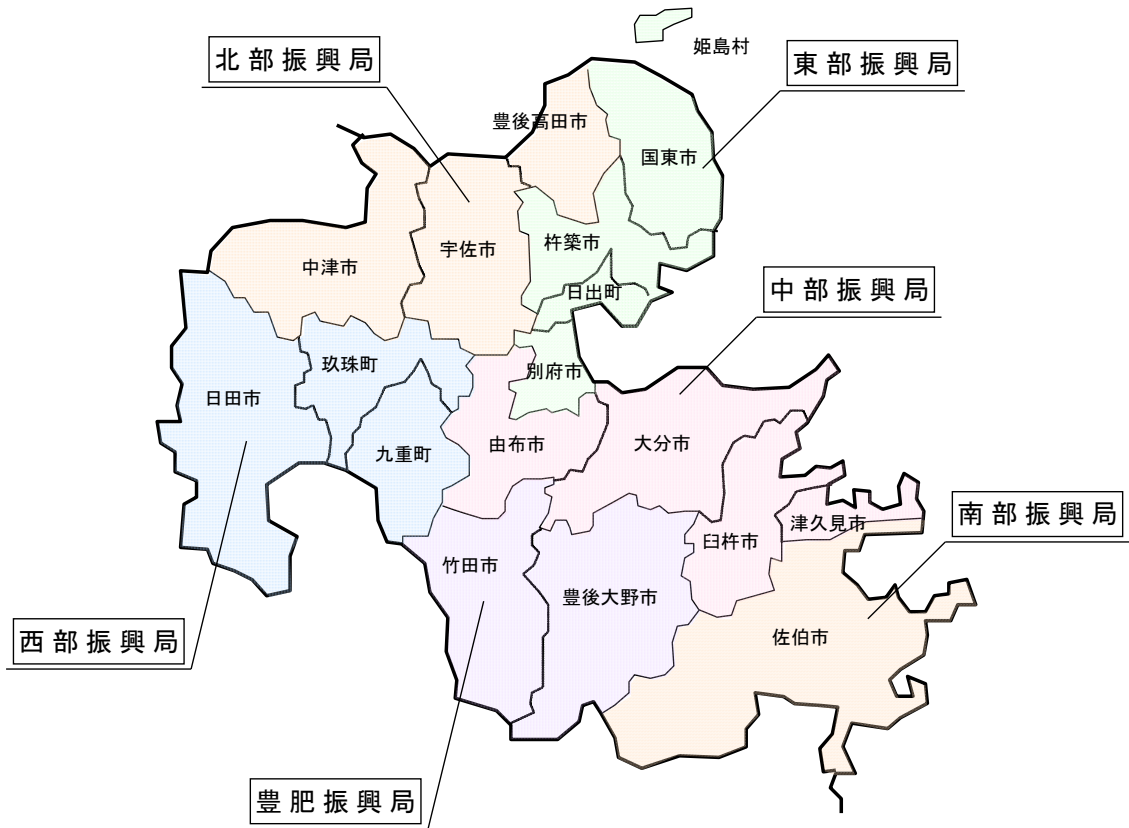 姫島村
北部振興局
東部振興局
豊後高田市
国東市
杵築市
宇佐市
中津市
日出町
中部振興局
玖珠町
別府市
日田市
由布市
大分市
九重町
津久見市
南部振興局
臼杵市
竹田市
豊後大野市
佐伯市
西部振興局
豊肥振興局